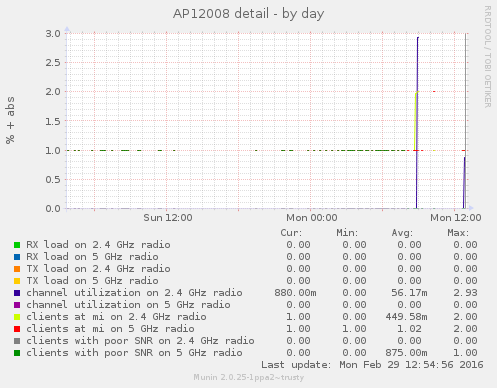 AP12008 detail - by day
RRDTOOL / TOBI OETIKER
% + abs
3.0
2.5
2.0
1.5
1.0
0.5
0.0
Sun 12:00 Mon 00:00 Mon 12:00
Cur: Min: Avg: Max:
RX load on 2.4 GHz radio 0.00 0.00 0.00 0.00
RX load on 5 GHz radio 0.00 0.00 0.00 0.00
TX load on 2.4 GHz radio 0.00 0.00 0.00 0.00
TX load on 5 GHz radio 0.00 0.00 0.00 0.00
channel utilization on 2.4 GHz radio 880.00m 0.00 56.17m 2.93
channel utilization on 5 GHz radio 0.00 0.00 0.00 0.00
clients at mi on 2.4 GHz radio 1.00 0.00 449.58m 2.00
clients at mi on 5 GHz radio 1.00 1.00 1.02 2.00
clients with poor SNR on 2.4 GHz radio 0.00 0.00 0.00 0.00
clients with poor SNR on 5 GHz radio 0.00 0.00 875.00m 1.00
Last update: Mon Feb 29 12:54:56 2016
Munin 2.0.25-1ppa2~trusty